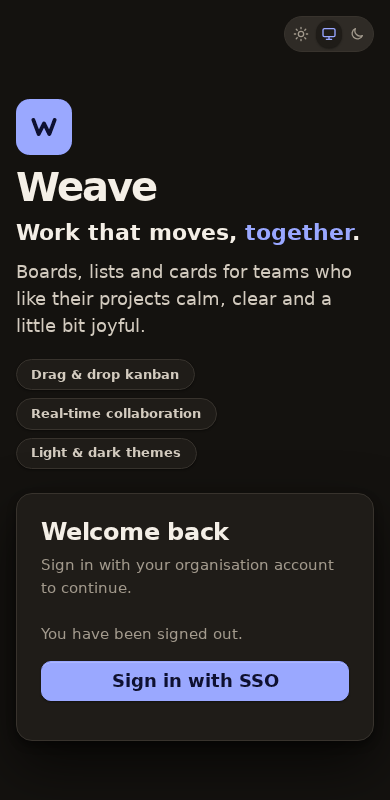 W
Weave
Work that moves, together.
Boards, lists and cards for teams who
like their projects calm, clear and a
little bit joyful.
Drag & drop kanban
Real-time collaboration
Light & dark themes
Welcome back
Sign in with your organisation account
to continue.
You have been signed out.
Sign in with SSO